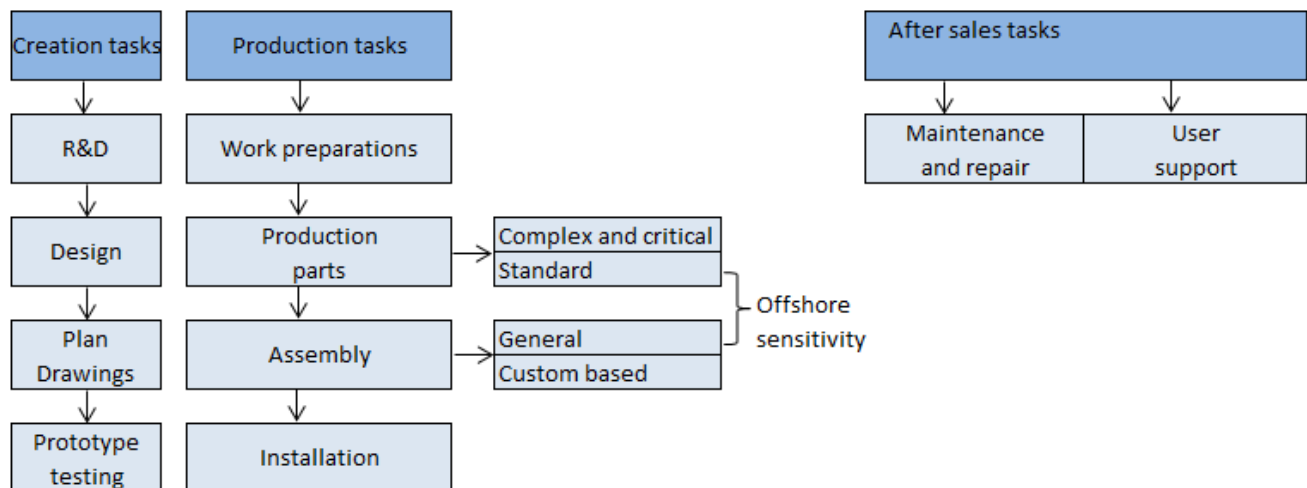 Creation tasks
Production tasks
After sales tasks
R&D
Work preparations
Maintenance
and repair
User
support
Design
Production
parts
Complex and critical
Standard
Offshore
sensitivity
Plan
Drawings
Assembly
General
Custom based
Prototype
testing
Installation